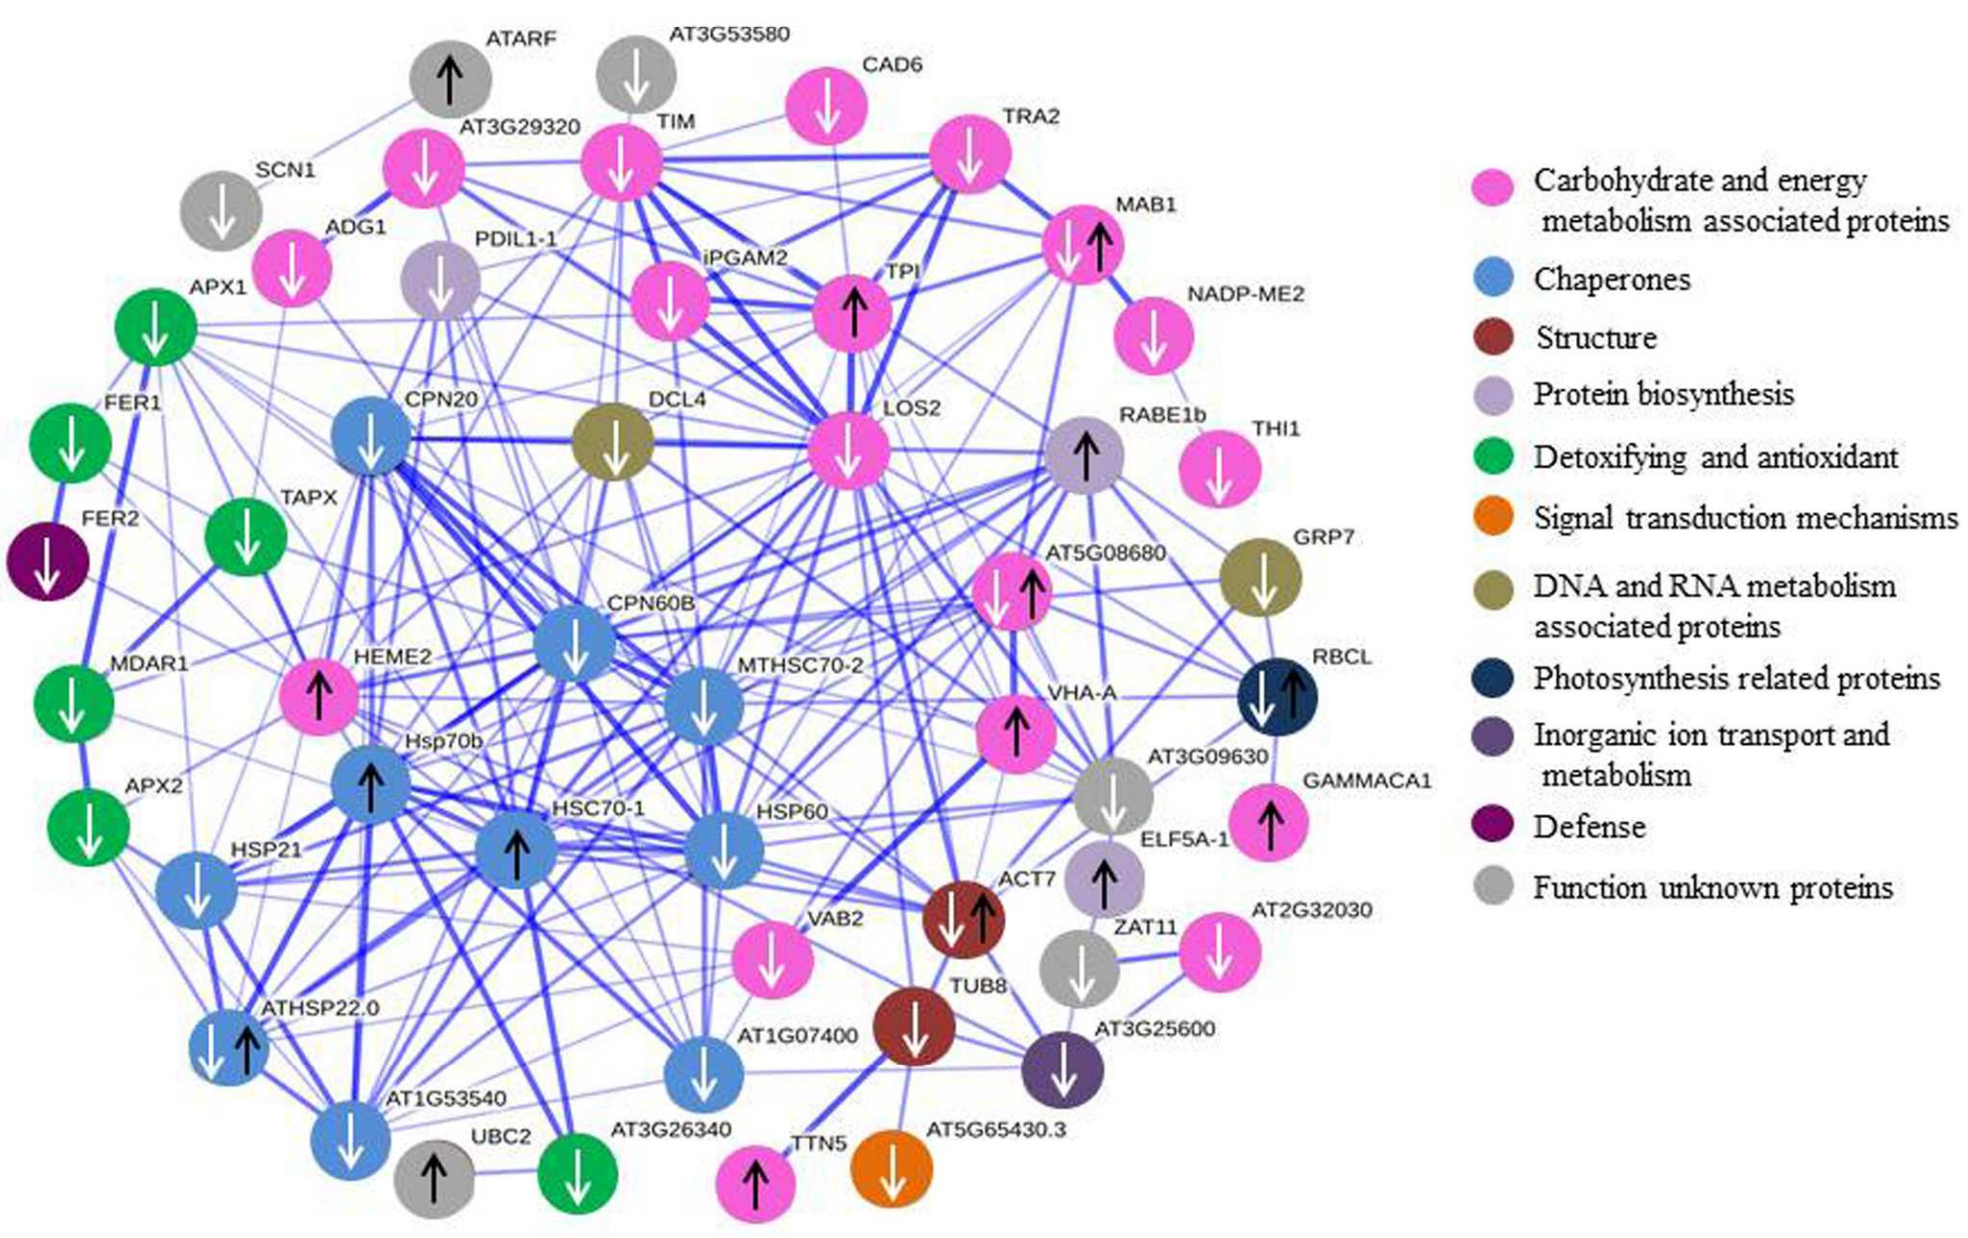 ATARF
AT3G53580
CAD6
AT3G29320
TIM
TRA2
SCN1
MAB1
ADG1
PDIL1-1
iPGAM2
TPI
APX1
NADP-ME2
FER1
CPN20
DCL4
LOS2
RABE1b
THI1
TAPX
FER2
GRP7
AT5G08680
CPN60B
MDAR1
HEME2
MTHSC70-2
RBCL
VHA-A
Hsp70b
AT3G09630
APX2
HSC70-1
HSP60
GAMMACA1
HSP21
ELF5A-1
ACT7
VAB2
ZAT11
AT2G32030
TUB8
ATHSP22.0
AT1G07400
AT3G25600
AT1G53540
UBC2
AT3G26340
TTN5
AT5G65430.3
Carbohydrate and energy
metabolism associated proteins
Chaperones
Structure
Protein biosynthesis
Detoxifying and antioxidant
Signal transduction mechanisms
DNA and RNA metabolism
associated proteins
Photosynthesis related proteins
Inorganic ion transport and
metabolism
Defense
Function unknown proteins